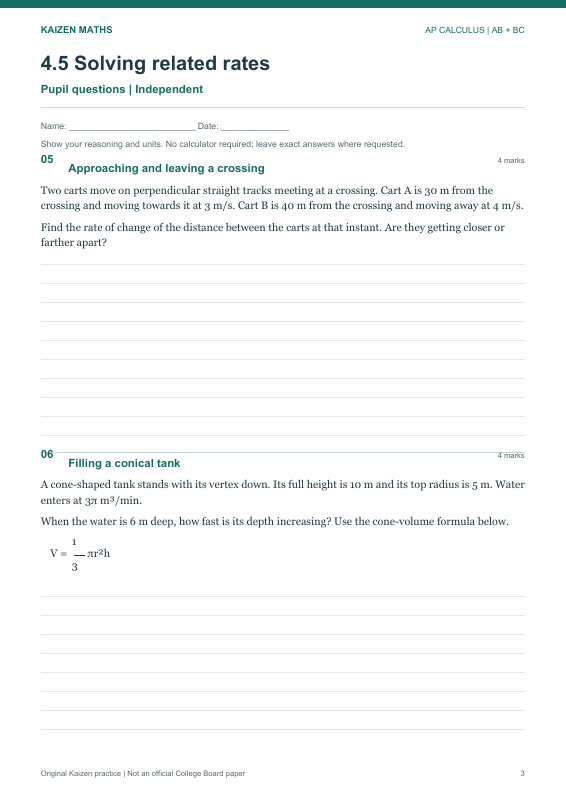 KAIZEN MATHS
AP CALCULUS | AB + BC
4.5 Solving related rates
Pupil questions | Independent
Name: __________________________ Date: ______________
Show your reasoning and units. No calculator required; leave exact answers where requested.
05
4 marks
Approaching and leaving a crossing
Two carts move on perpendicular straight tracks meeting at a crossing. Cart A is 30 m from the
crossing and moving towards it at 3 m/s. Cart B is 40 m from the crossing and moving away at 4 m/s.
Find the rate of change of the distance between the carts at that instant. Are they getting closer or
farther apart?
06
4 marks
Filling a conical tank
A cone-shaped tank stands with its vertex down. Its full height is 10 m and its top radius is 5 m. Water
enters at 3π m³/min.
When the water is 6 m deep, how fast is its depth increasing? Use the cone-volume formula below.
1
V = — πr²h
3
Original Kaizen practice | Not an official College Board paper
3